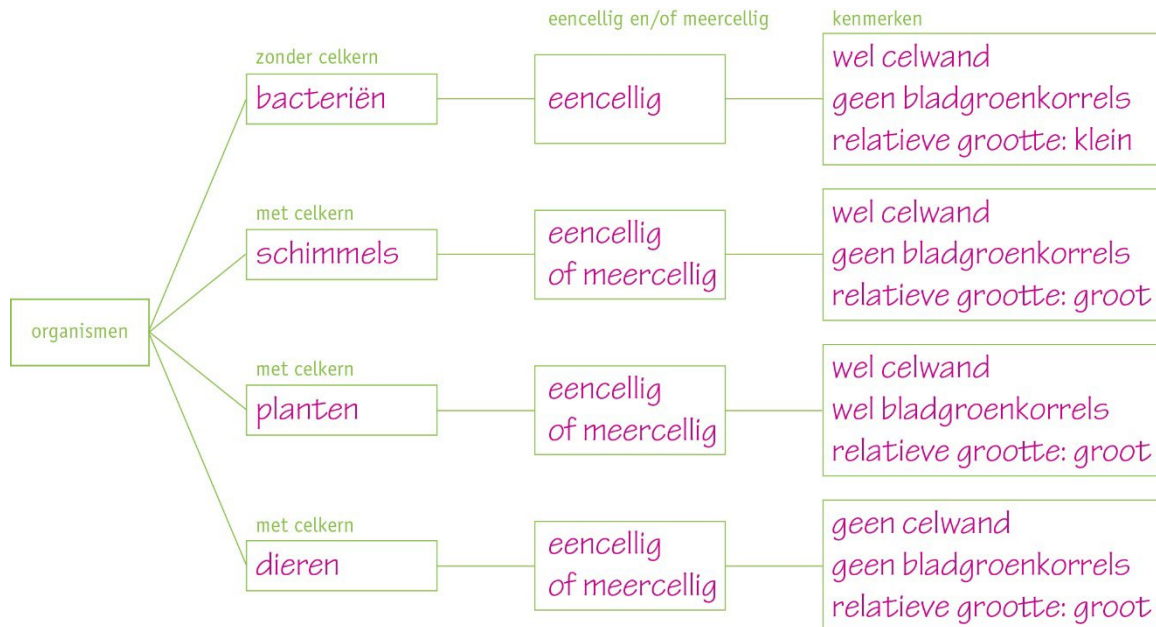 eencellig en/of meercellig
kenmerken
zonder celkern
bacteriën
eencellig
wel celwand
geen bladgroenkorrels
relatieve grootte: klein
met celkern
schimmels
eencellig
of meercellig
wel celwand
geen bladgroenkorrels
relatieve grootte: groot
organismen
met celkern
planten
eencellig
of meercellig
wel celwand
wel bladgroenkorrels
relatieve grootte: groot
met celkern
dieren
eencellig
of meercellig
geen celwand
geen bladgroenkorrels
relatieve grootte: groot